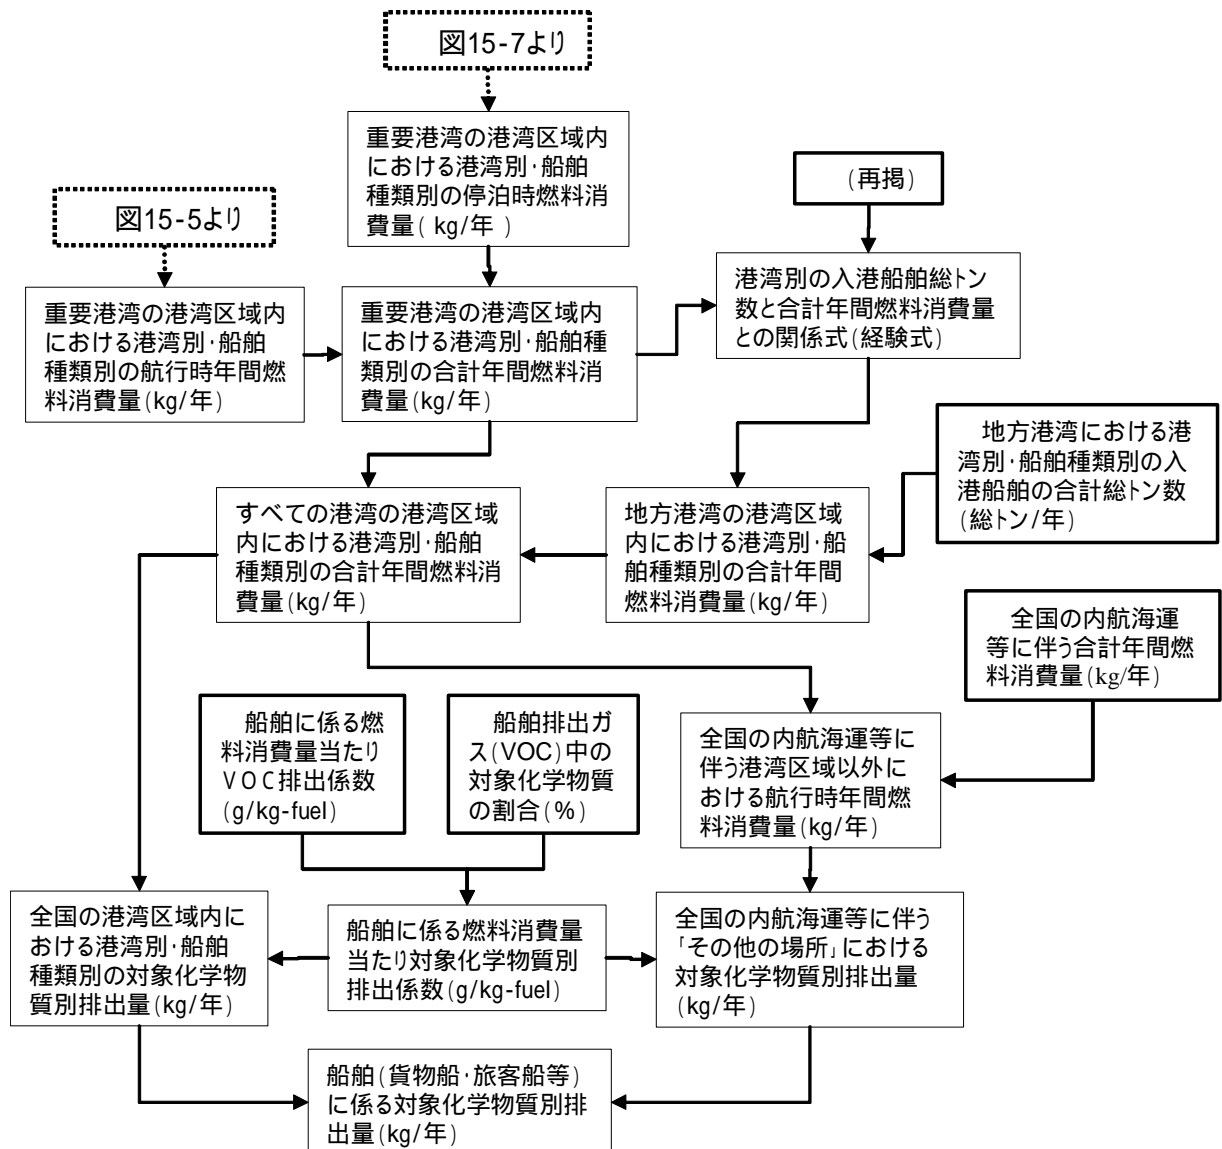 図15-7より
重要港湾の港湾区域内
における港湾別・船舶
種類別の停泊時燃料消
費量( kg/年 )
(再掲)
図15-5より
港湾別の入港船舶総トン
数と合計年間燃料消費量
との関係式(経験式)
重要港湾の港湾区域内
における港湾別・船舶
種類別の航行時年間燃
料消費量(kg/年)
重要港湾の港湾区域内
における港湾別・船舶種
類別の合計年間燃料消
費量(kg/年)
地方港湾における港
湾別・船舶種類別の入
港船舶の合計総トン数
(総トン/年)
すべての港湾の港湾区域
内における港湾別・船舶
種類別の合計年間燃料消
費量(kg/年)
地方港湾の港湾区域
内における港湾別・船
舶種類別の合計年間
燃料消費量(kg/年)
全国の内航海運
等に伴う合計年間燃
料消費量(kg/年)
船舶に係る燃
料消費量当たり
VOC排出係数
(g/kg-fuel)
船舶排出ガ
ス(VOC)中の
対象化学物質
の割合(%)
全国の内航海運等に
伴う港湾区域以外に
おける航行時年間燃
料消費量(kg/年)
全国の港湾区域内に
おける港湾別・船舶
種類別の対象化学物
質別排出量(kg/年)
船舶に係る燃料消費量
当たり対象化学物質別
排出係数(g/kg-fuel)
全国の内航海運等に伴う
「その他の場所」における
対象化学物質別排出量
(kg/年)
船舶(貨物船・旅客船等)
に係る対象化学物質別排
出量(kg/年)